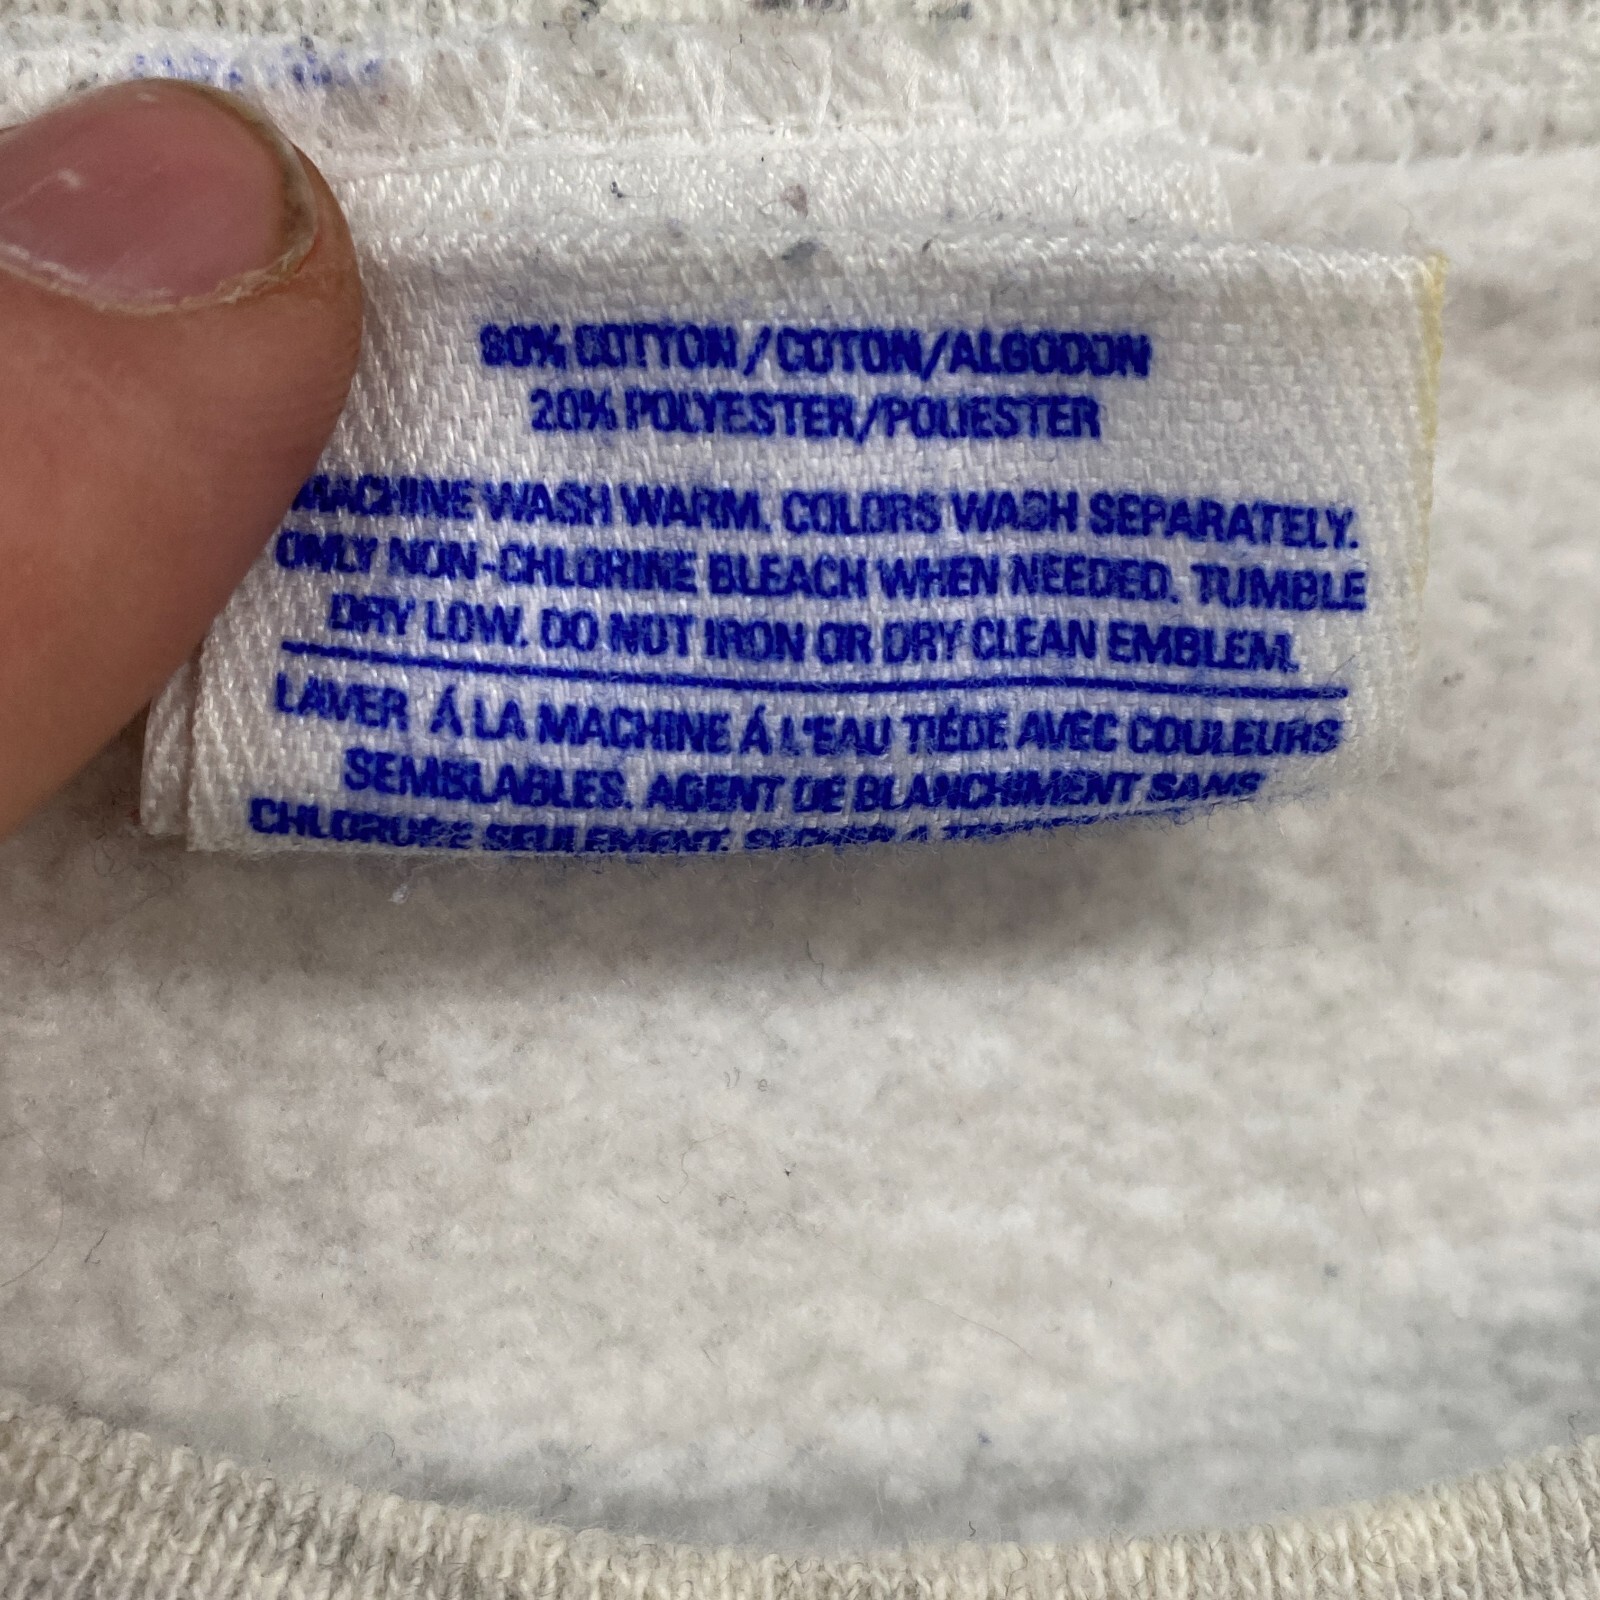 80% COTTON/COTON/ALGODON
20% POLYESTER/POLIESTER
MACHINE WASH WARM. COLORS WASH SEPARATELY.
ONLY NON-CHLORINE BLEACH WHEN NEEDED. TUMBLE
DRY LOW. DO NOT IRON OR DRY CLEAN EMBLEM.
LAVER Á LA MACHINE Á L'EAU TIÉDE AVEC COULEURS
SEMBLABLES. AGENT DE BLANCHIMENT SANS
CHLORURE SEULEMENT. SÉCHER A